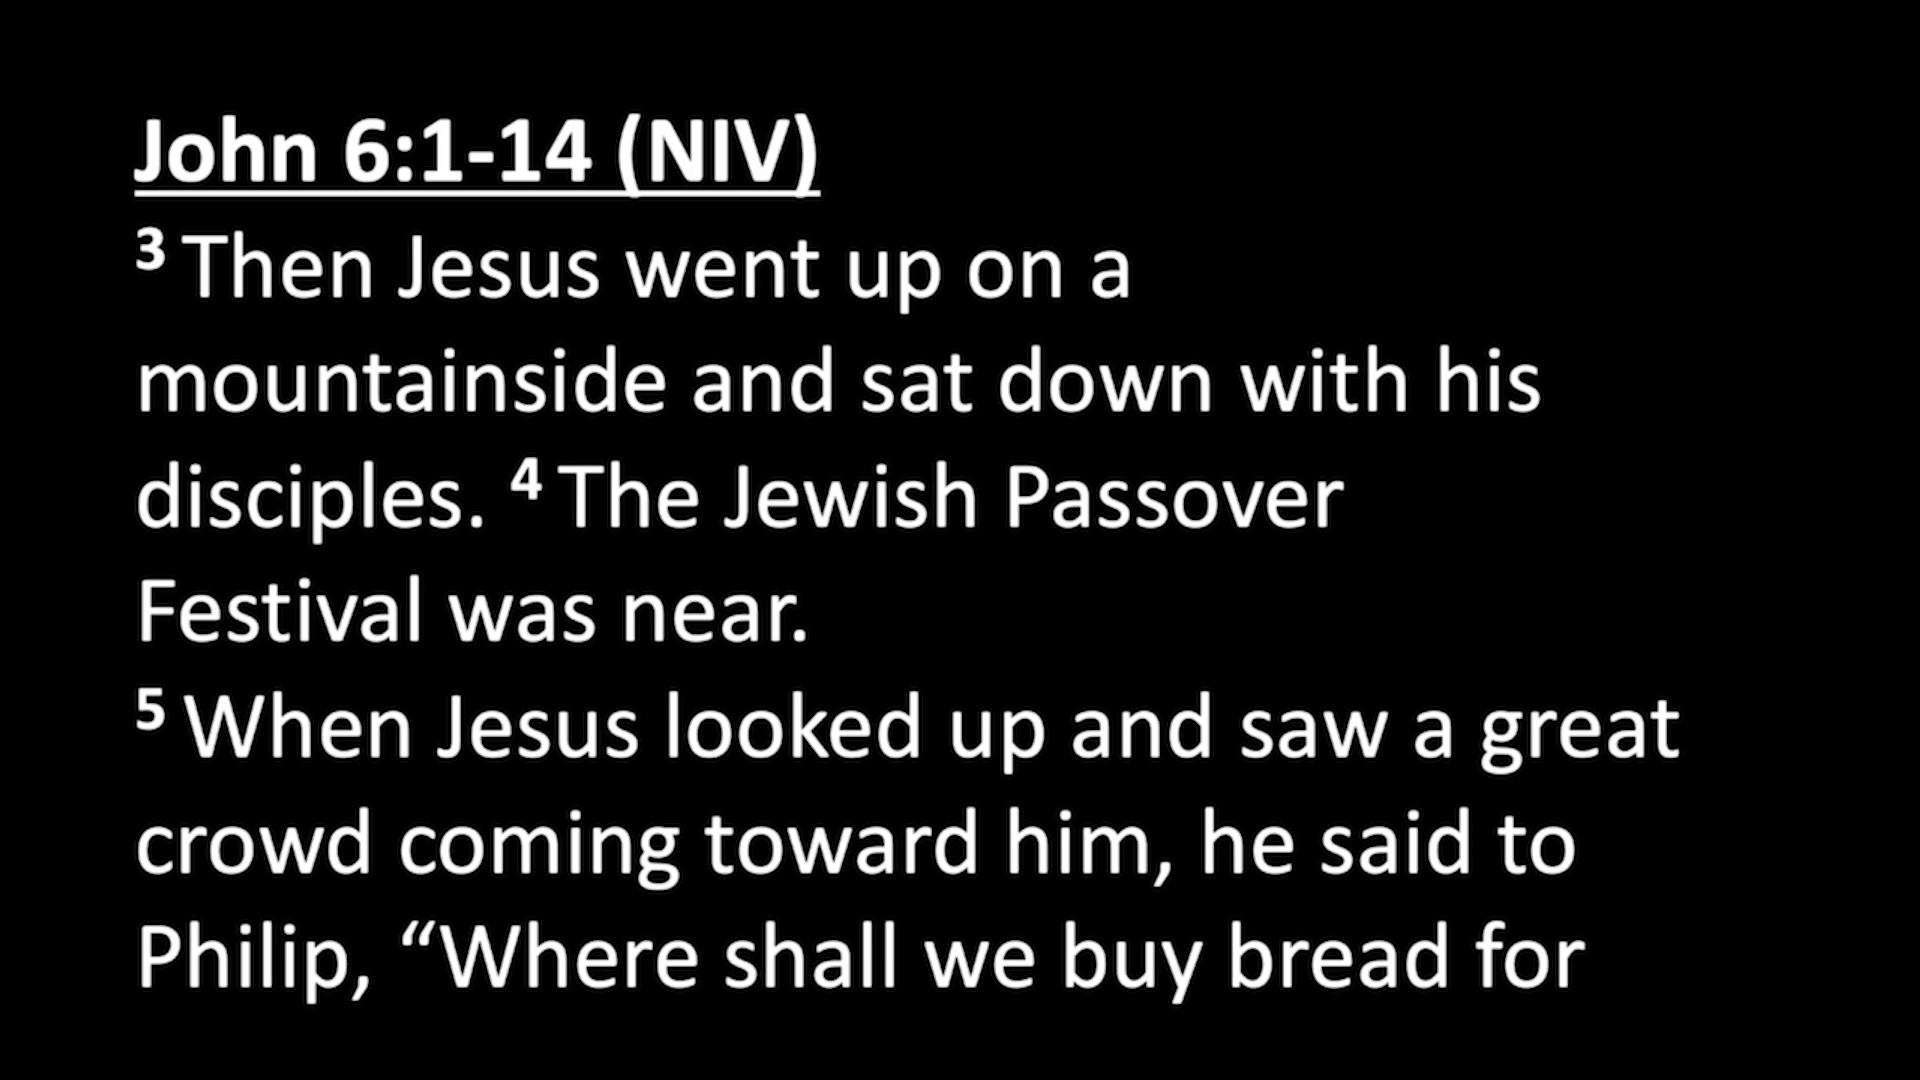 John 6:1-14 (NIV)
3 Then Jesus went up on a
mountainside and sat down with his
disciples. 4 The Jewish Passover
Festival was near.
5 When Jesus looked up and saw a great
crowd coming toward him, he said to
Philip, “Where shall we buy bread for